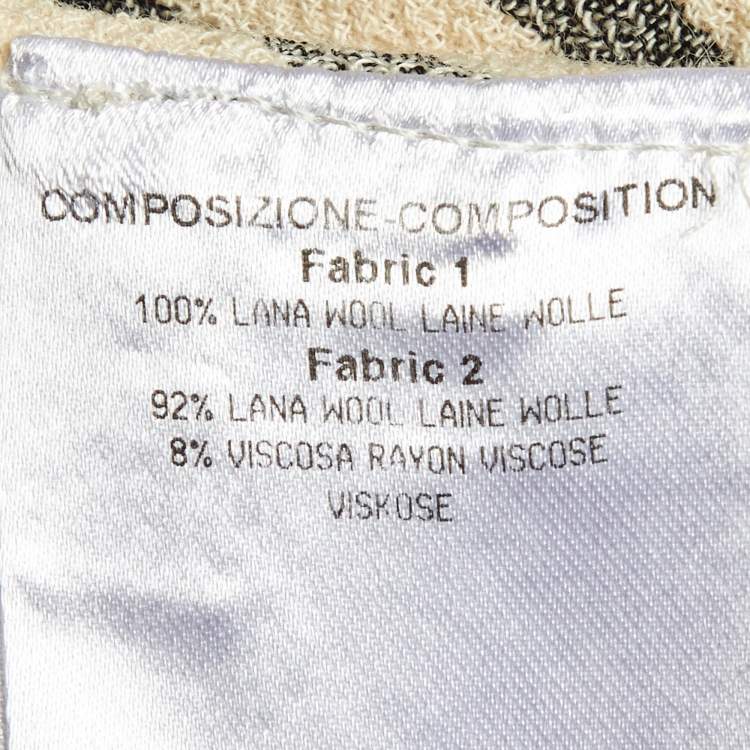 COMPOSIZIONE-COMPOSITION
Fabric 1
100% LANA WOOL LAINE WOLLE
Fabric 2
92% LANA WOOL LAINE WOLLE
8% VISCOSA RAYON VISCOSE
VISKOSE